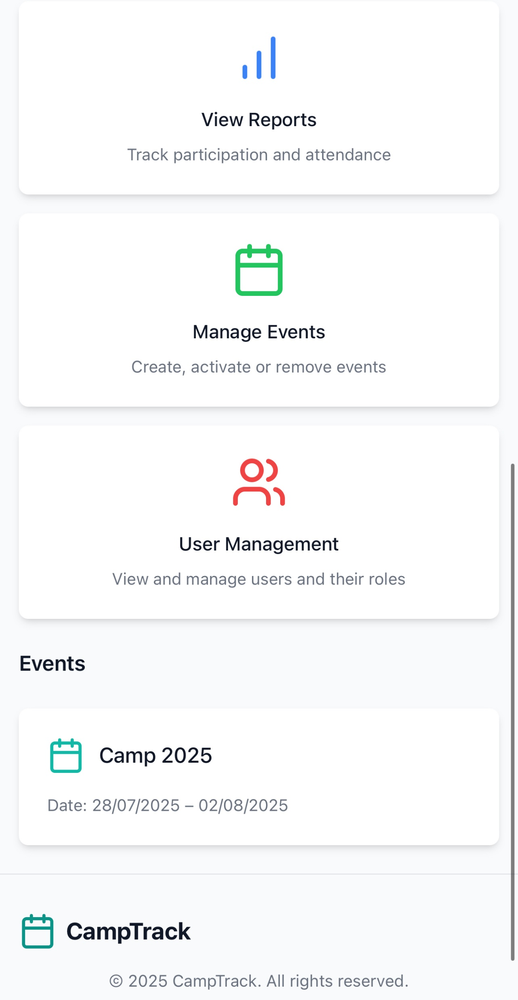 View Reports
Track participation and attendance
Manage Events
Create, activate or remove events
User Management
View and manage users and their roles
Events
Camp 2025
Date: 28/07/2025 – 02/08/2025
CampTrack
© 2025 CampTrack. All rights reserved.